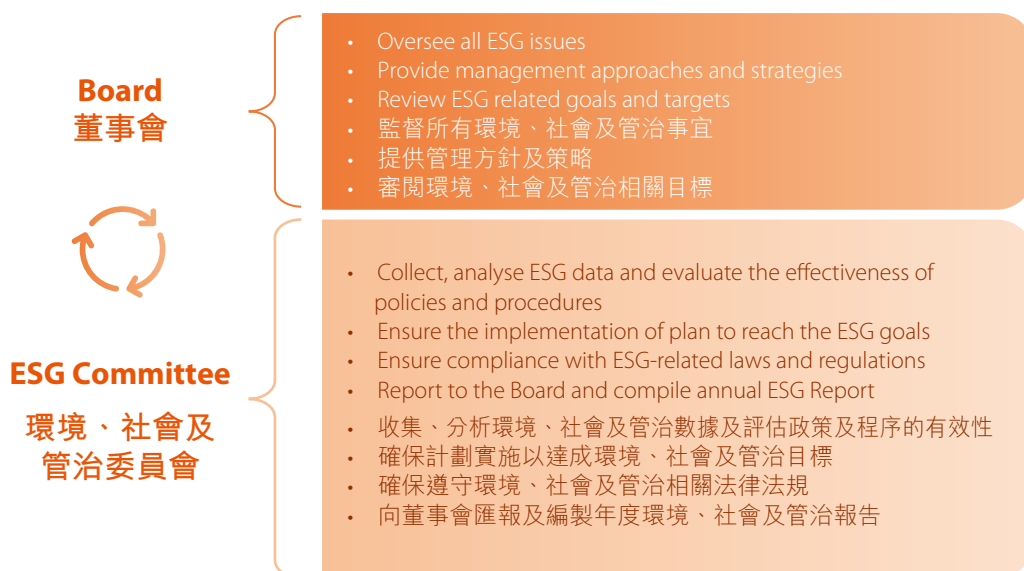 Board
董事會
• Oversee all ESG issues
• Provide management approaches and strategies
• Review ESG related goals and targets
• 監督所有環境、社會及管治事宜
• 提供管理方針及策略
• 審閱環境、社會及管治相關目標
ESG Committee
環境、社會及
管治委員會
• Collect, analyse ESG data and evaluate the effectiveness of
policies and procedures
• Ensure the implementation of plan to reach the ESG goals
• Ensure compliance with ESG-related laws and regulations
• Report to the Board and compile annual ESG Report
• 收集、分析環境、社會及管治數據及評估政策及程序的有效性
• 確保計劃實施以達成環境、社會及管治目標
• 確保遵守環境、社會及管治相關法律法規
• 向董事會匯報及編製年度環境、社會及管治報告